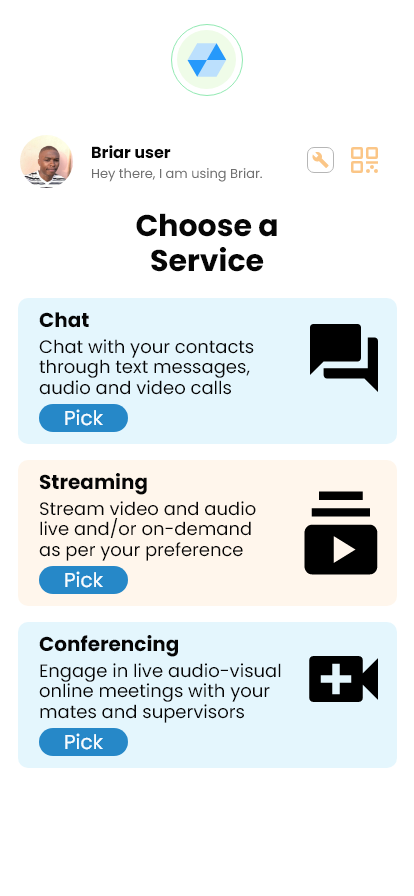 Briar user
Hey there, I am using Briar.
Choose a
Service
Chat
Chat with your contacts
through text messages,
audio and video calls
Pick
Streaming
Stream video and audio
live and/or on-demand
as per your preference
Pick
Conferencing
Engage in live audio-visual
online meetings with your
mates and supervisors
Pick